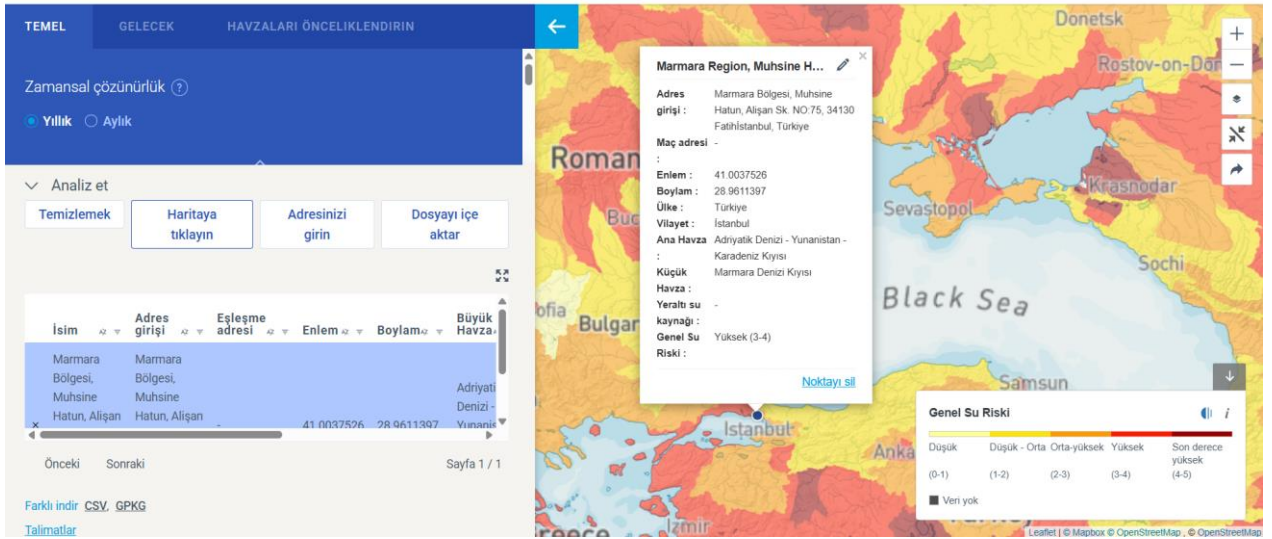 TEMEL
GELECEK
HAVZALARI ÖNCELIKLENDIRIN
Zamansal çözünürlük ?
Yıllık
Aylık
Analiz et
Temizlemek
Haritaya
tıklayın
Adresinizi
girin
Dosyayı içe
aktar
İsim
Adres
girişi
Eşleşme
adresi
Enlem
Boylam
Büyük
Havza
Marmara
Bölgesi,
Muhsine
Hatun, Alişan
Marmara
Bölgesi,
Muhsine
Hatun, Alişan
-
41.0037526
28.9611397
Adriyati
Denizi -
Yunanis
×
Önceki
Sonraki
Sayfa 1 / 1
Farklı indir CSV, GPKG
Talimatlar
Marmara Region, Muhsine H...
×
Adres
girişi :
Marmara Bölgesi, Muhsine
Hatun, Alişan Sk. NO:75, 34130
Fatihİstanbul, Türkiye
Maç adresi
:
-
Enlem : 41.0037526
Boylam : 28.9611397
Ülke : Türkiye
Vilayet : İstanbul
Ana Havza
:
Adriyatik Denizi - Yunanistan -
Karadeniz Kıyısı
Küçük
Havza :
Marmara Denizi Kıyısı
Yeraltı su
kaynağı :
-
Genel Su
Riski :
Yüksek (3-4)
Noktayı sil
Donetsk
Rostov-on-Don
Roman
Buc
Krasnodar
Sevastopol
Sochi
Black Sea
ofia
Bulgar
Samsun
Istanbul
Anka
Izmir
reece
+
−
Genel Su Riski
i
Düşük
(0-1)
Düşük - Orta
(1-2)
Orta-yüksek
(2-3)
Yüksek
(3-4)
Son derece
yüksek
(4-5)
Veri yok
Leaflet | © Mapbox © OpenStreetMap , © OpenStreetMap